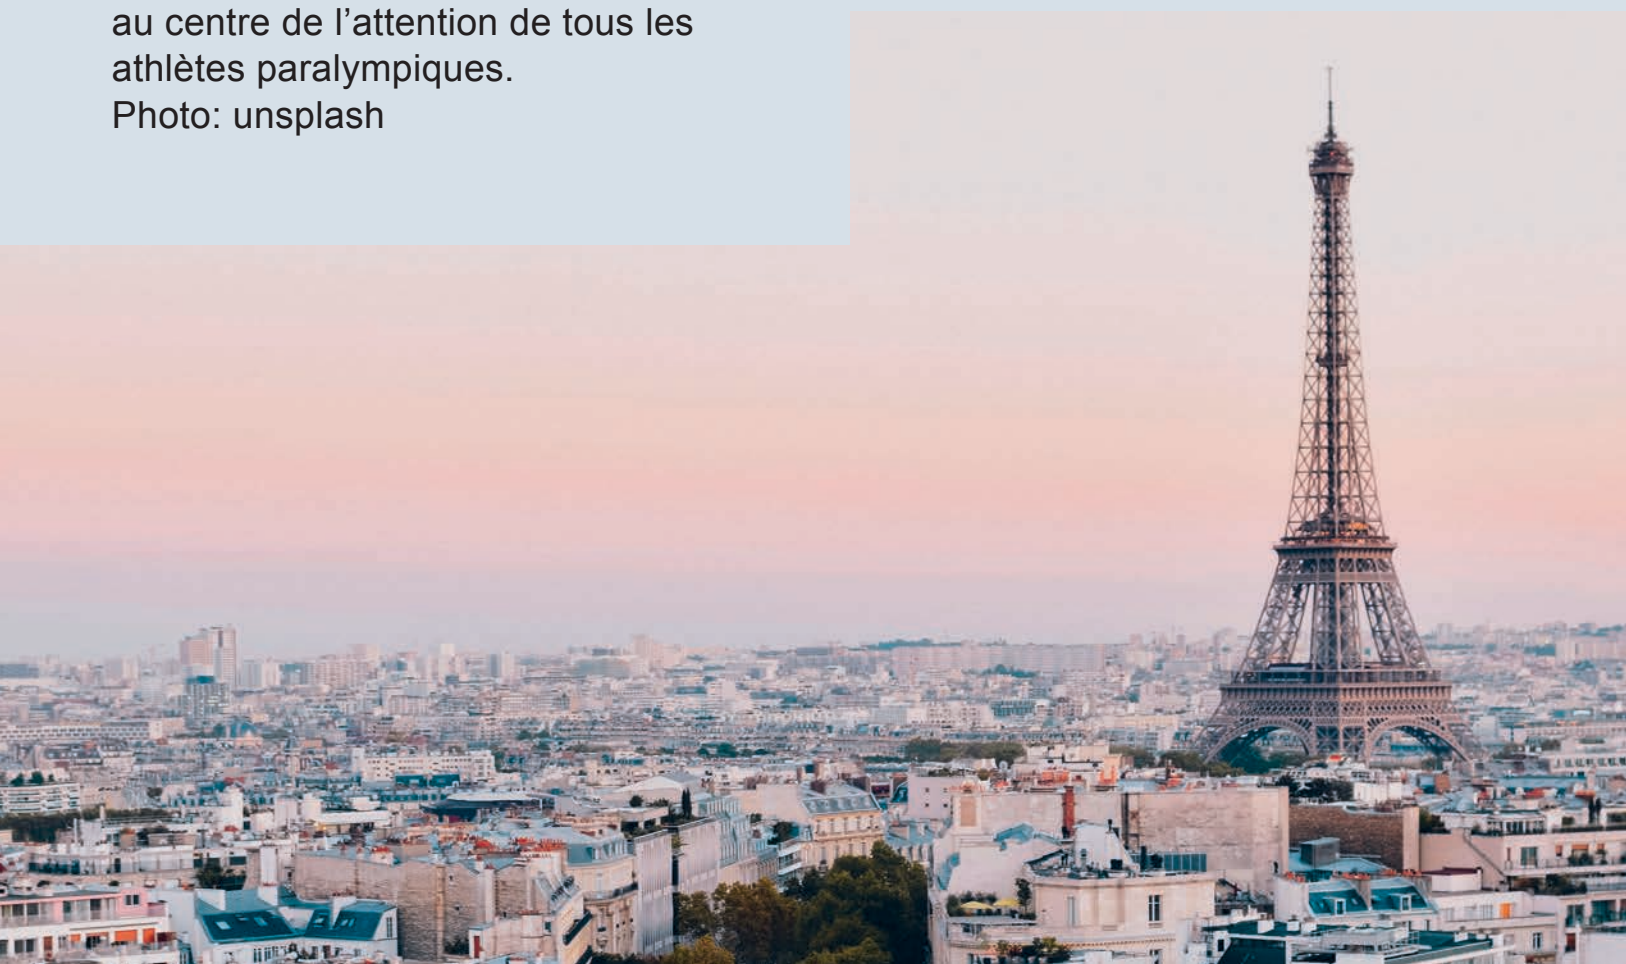 au centre de l’attention de tous les
athlètes paralympiques.
Photo: unsplash